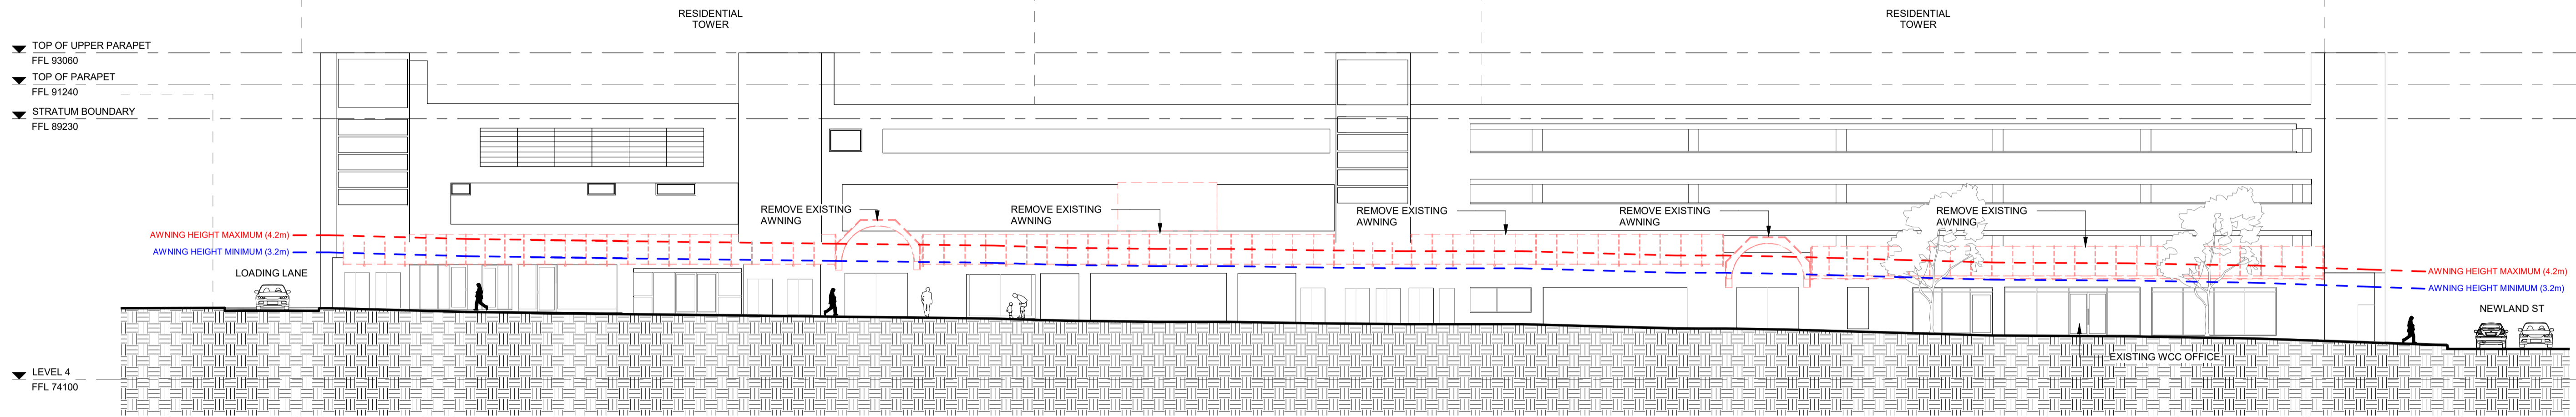 RESIDENTIAL
TOWER
RESIDENTIAL
TOWER
TOP OF UPPER PARAPET
FFL 93060
TOP OF PARAPET
FFL 91240
STRATUM BOUNDARY
FFL 89230
REMOVE EXISTING
AWNING
REMOVE EXISTING
AWNING
REMOVE EXISTING
AWNING
REMOVE EXISTING
AWNING
REMOVE EXISTING
AWNING
AWNING HEIGHT MAXIMUM (4.2m)
AWNING HEIGHT MINIMUM (3.2m)
LOADING LANE
AWNING HEIGHT MAXIMUM (4.2m)
AWNING HEIGHT MINIMUM (3.2m)
NEWLAND ST
EXISTING WCC OFFICE
LEVEL 4
FFL 74100